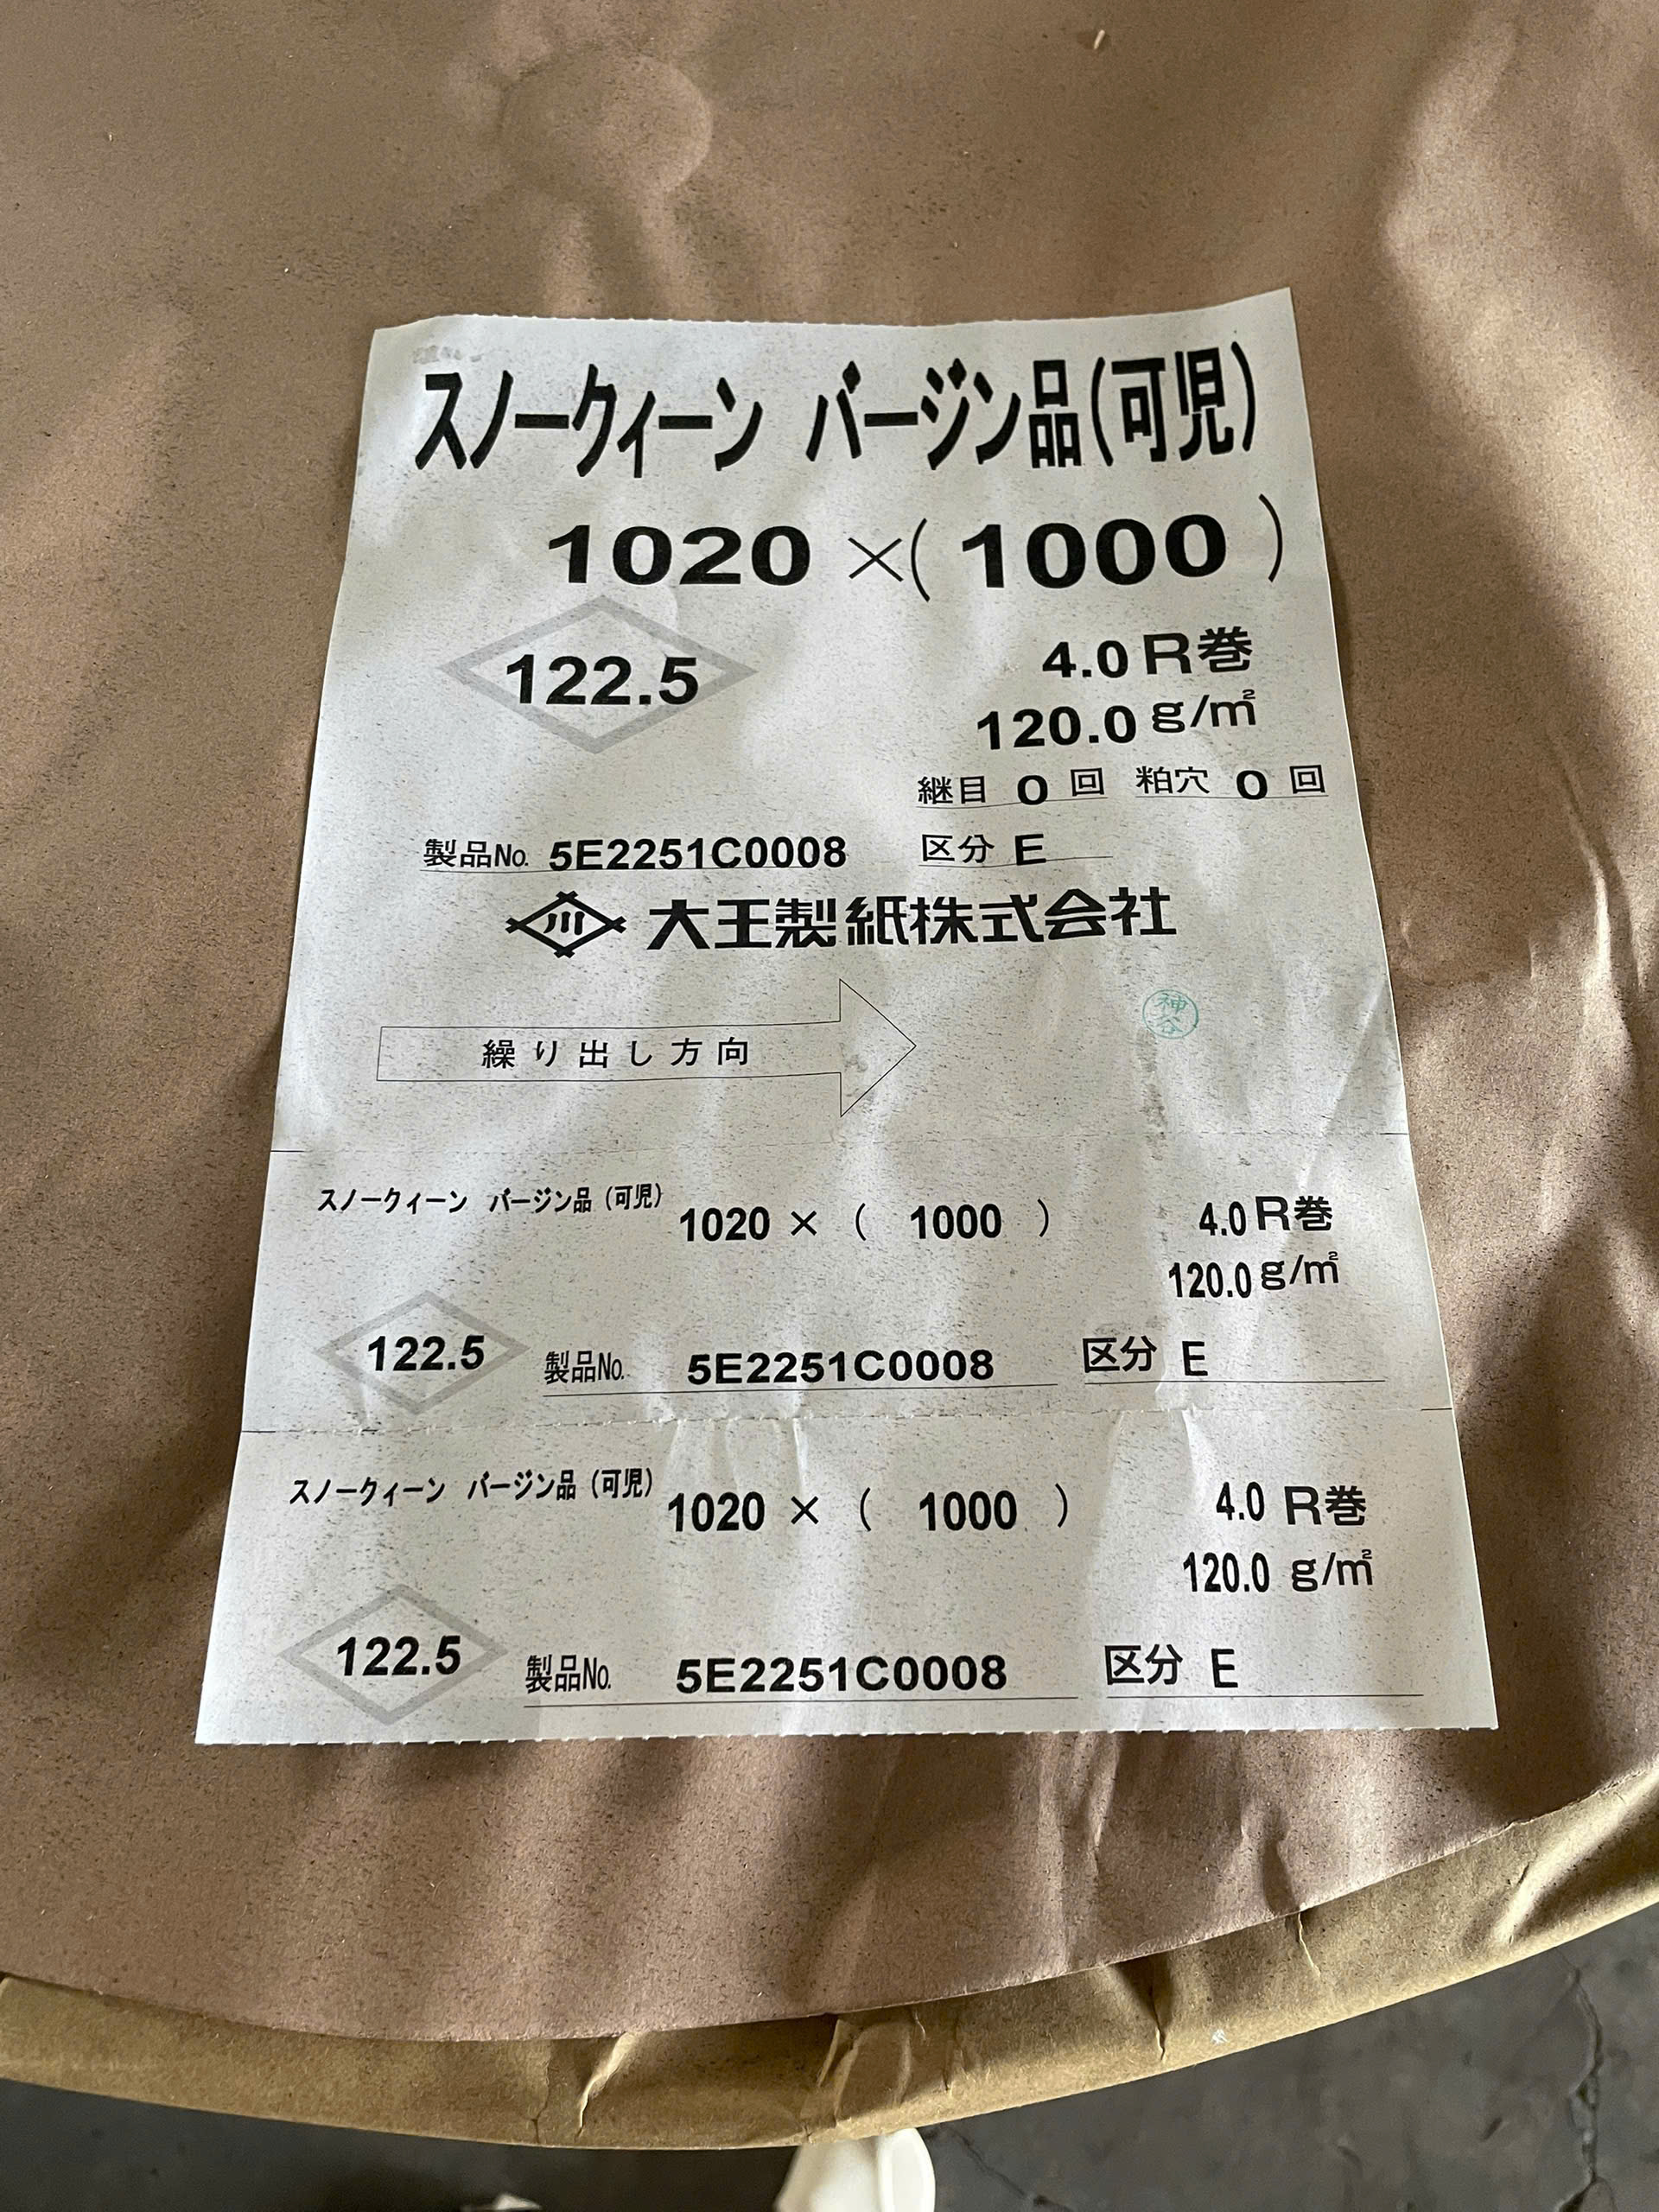 スノークィーン バージン品(可児)
1020×(1000)
122.5
4.0R巻
120.0g/㎡
継目 0 回 粕穴 0 回
製品No. 5E2251C0008 区分 E
川 大王製紙株式会社
神谷
繰り出し方向
スノークィーン バージン品(可児) 1020×(1000) 4.0R巻
120.0g/㎡
122.5 製品No. 5E2251C0008 区分 E
スノークィーン バージン品(可児) 1020×(1000) 4.0 R巻
120.0 g/㎡
122.5 製品No. 5E2251C0008 区分 E